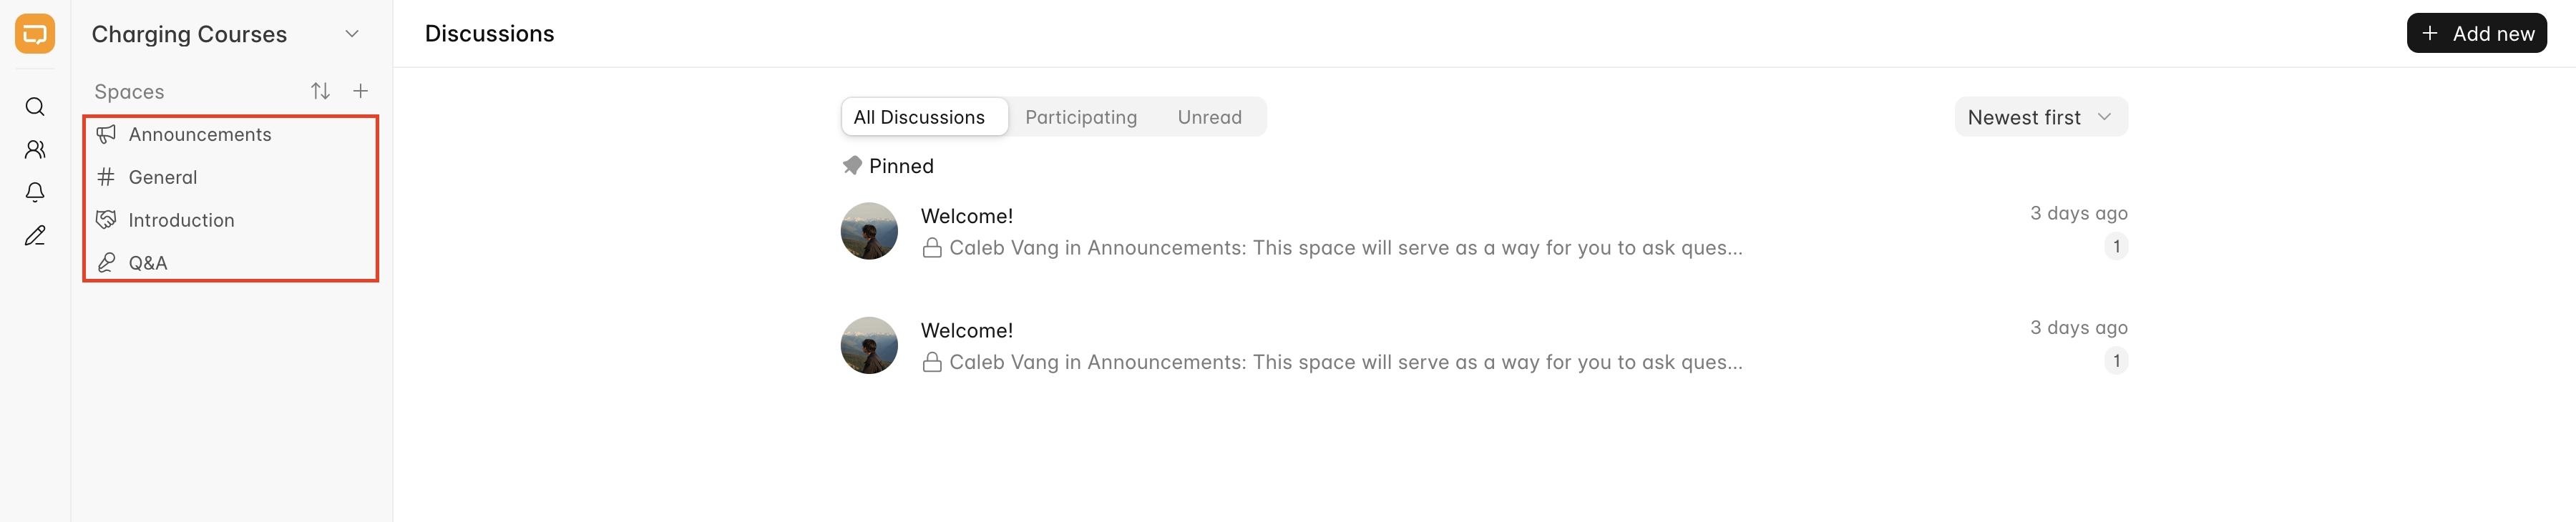 Charging Courses
Discussions
+ Add new
Spaces
Announcements
General
Introduction
Q&A
All Discussions
Participating
Unread
Newest first
Pinned
Welcome!
3 days ago
Caleb Vang in Announcements: This space will serve as a way for you to ask ques...
1
Welcome!
3 days ago
Caleb Vang in Announcements: This space will serve as a way for you to ask ques...
1